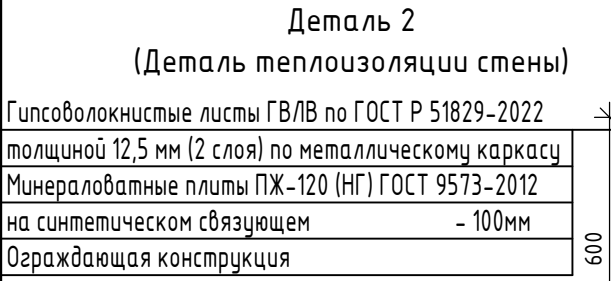 Деталь 2
(Деталь теплоизоляции стены)
Гипсоволокнистые листы ГВЛВ по ГОСТ Р 51829-2022
толщиной 12,5 мм (2 слоя) по металлическому каркасу
Минераловатные плиты ПЖ-120 (НГ) ГОСТ 9573-2012
на синтетическом связующем - 100мм
Ограждающая конструкция
600